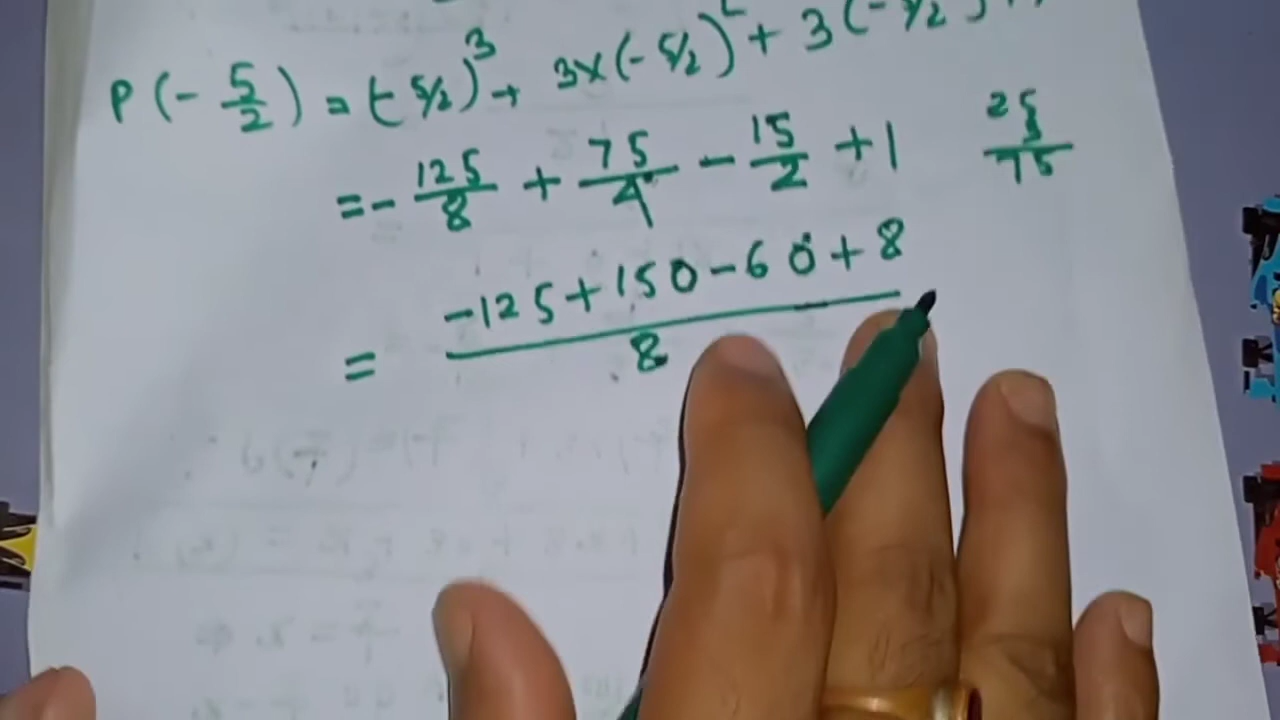 P(-5/2) = (-5/2)³ + 3×(-5/2)² + 3(-5/2)
= -125/8 + 75/4 - 15/2 + 1
25
3
75
= (-125+150-60+8)/8